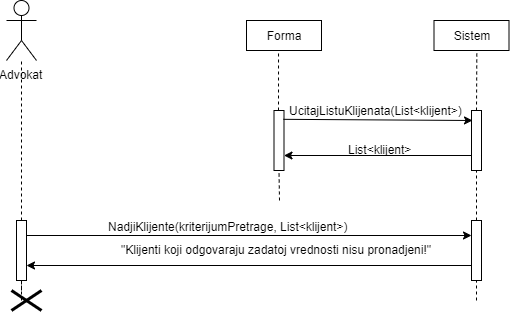 Forma
Sistem
Advokat
UcitajListuKlijenata(List<klijent>)
List<klijent>
NadjiKlijente(kriterijumPretrage, List<klijent>)
"Klijenti koji odgovaraju zadatoj vrednosti nisu pronadjeni!"